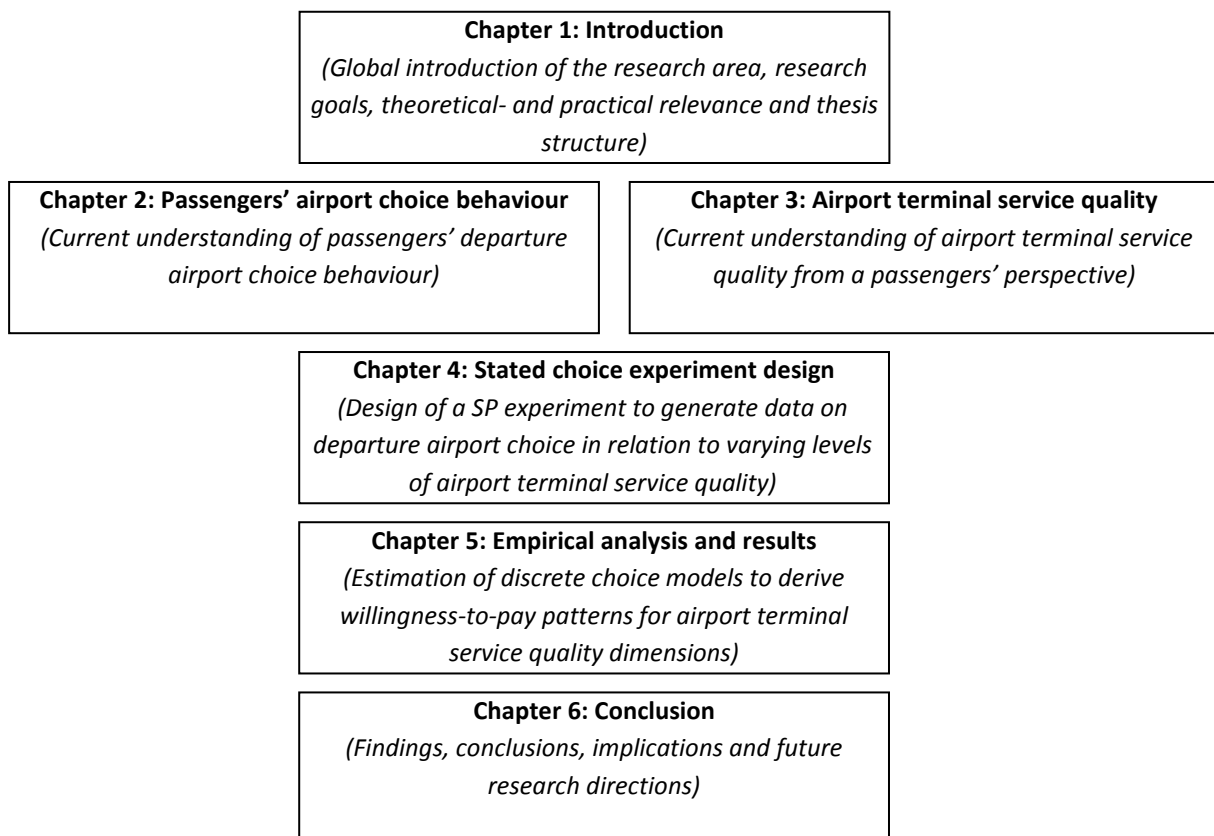 Chapter 1: Introduction
(Global introduction of the research area, research
goals, theoretical- and practical relevance and thesis
structure)
Chapter 2: Passengers’ airport choice behaviour
(Current understanding of passengers’ departure
airport choice behaviour)
Chapter 3: Airport terminal service quality
(Current understanding of airport terminal service
quality from a passengers’ perspective)
Chapter 4: Stated choice experiment design
(Design of a SP experiment to generate data on
departure airport choice in relation to varying levels
of airport terminal service quality)
Chapter 5: Empirical analysis and results
(Estimation of discrete choice models to derive
willingness-to-pay patterns for airport terminal
service quality dimensions)
Chapter 6: Conclusion
(Findings, conclusions, implications and future
research directions)